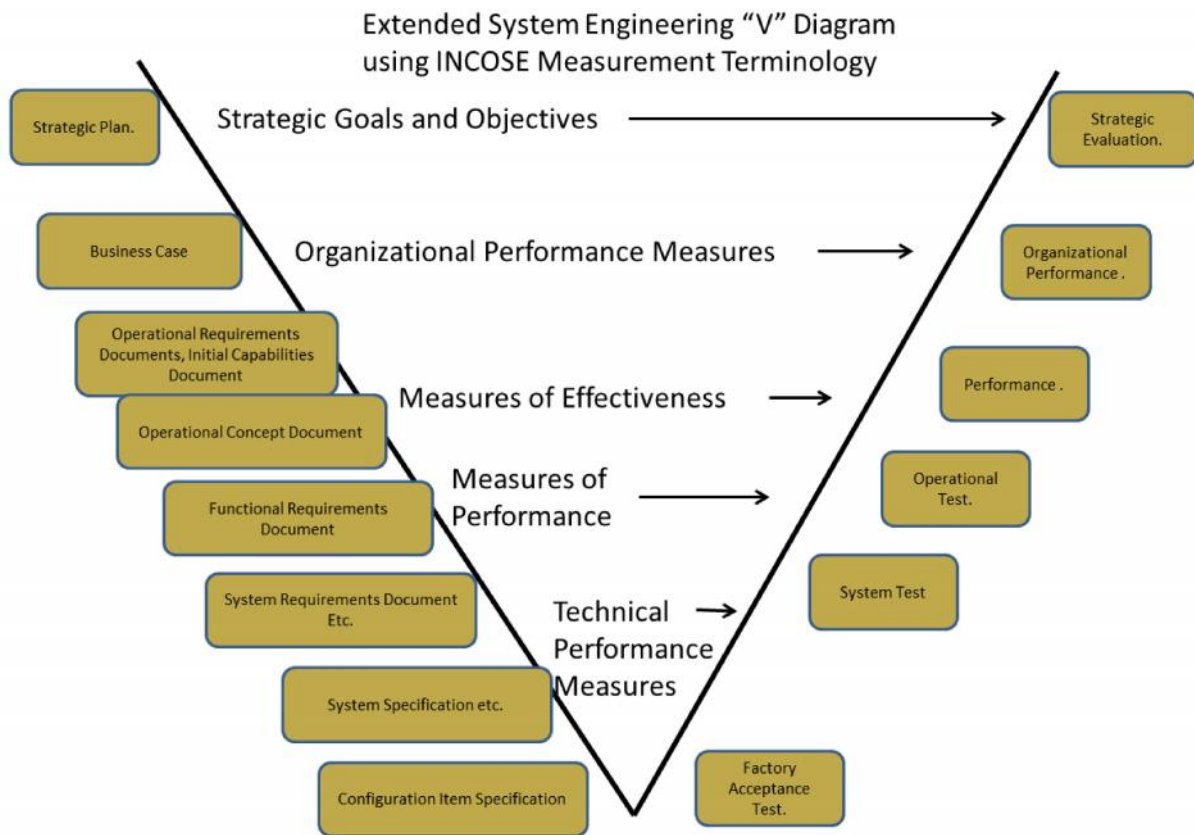 Extended System Engineering “V” Diagram
using INCOSE Measurement Terminology
Strategic Plan.
Strategic Goals and Objectives
Strategic
Evaluation.
Business Case
Organizational Performance Measures
Organizational
Performance .
Operational Requirements
Documents, Initial Capabilities
Document
Measures of Effectiveness
Performance .
Operational Concept Document
Measures of
Performance
Operational
Test.
Functional Requirements
Document
System Requirements Document
Etc.
Technical
Performance
Measures
System Test
System Specification etc.
Configuration Item Specification
Factory
Acceptance
Test.